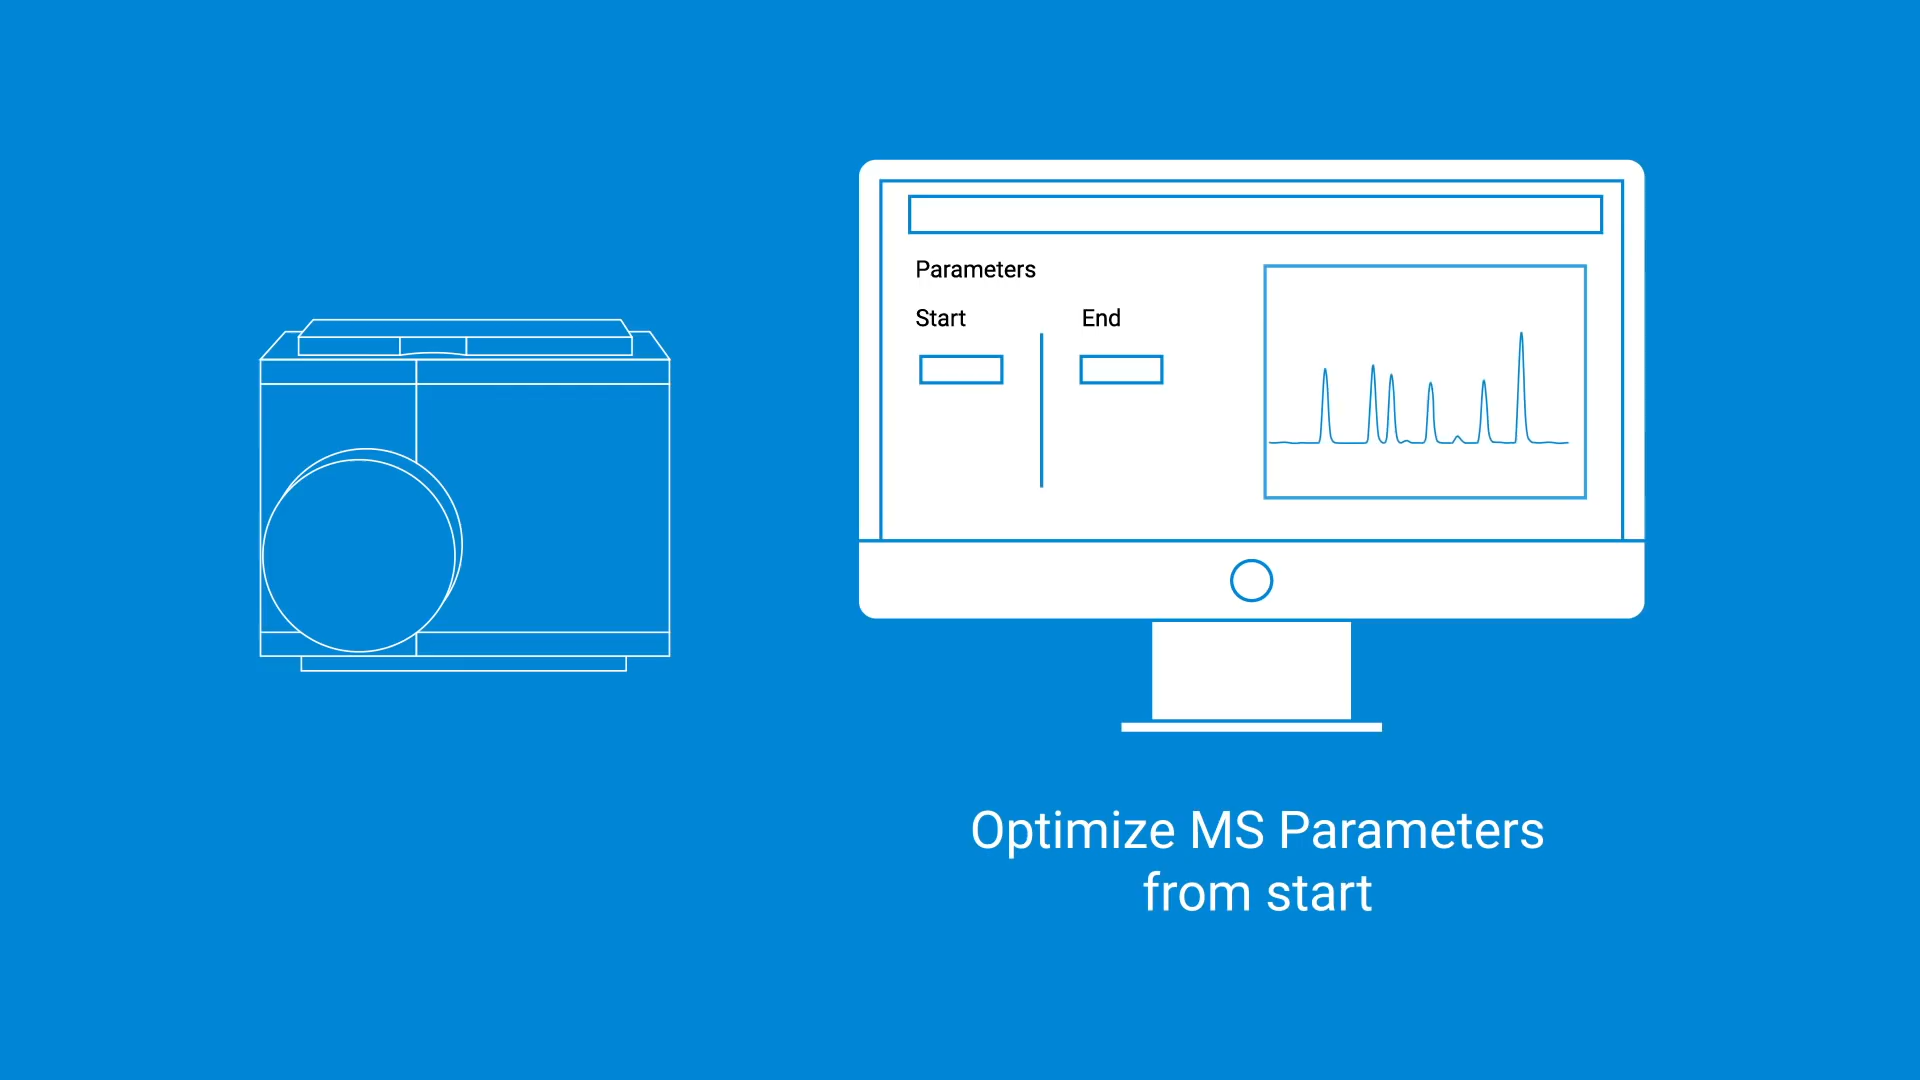 Parameters
Start
End
Optimize MS Parameters
from start